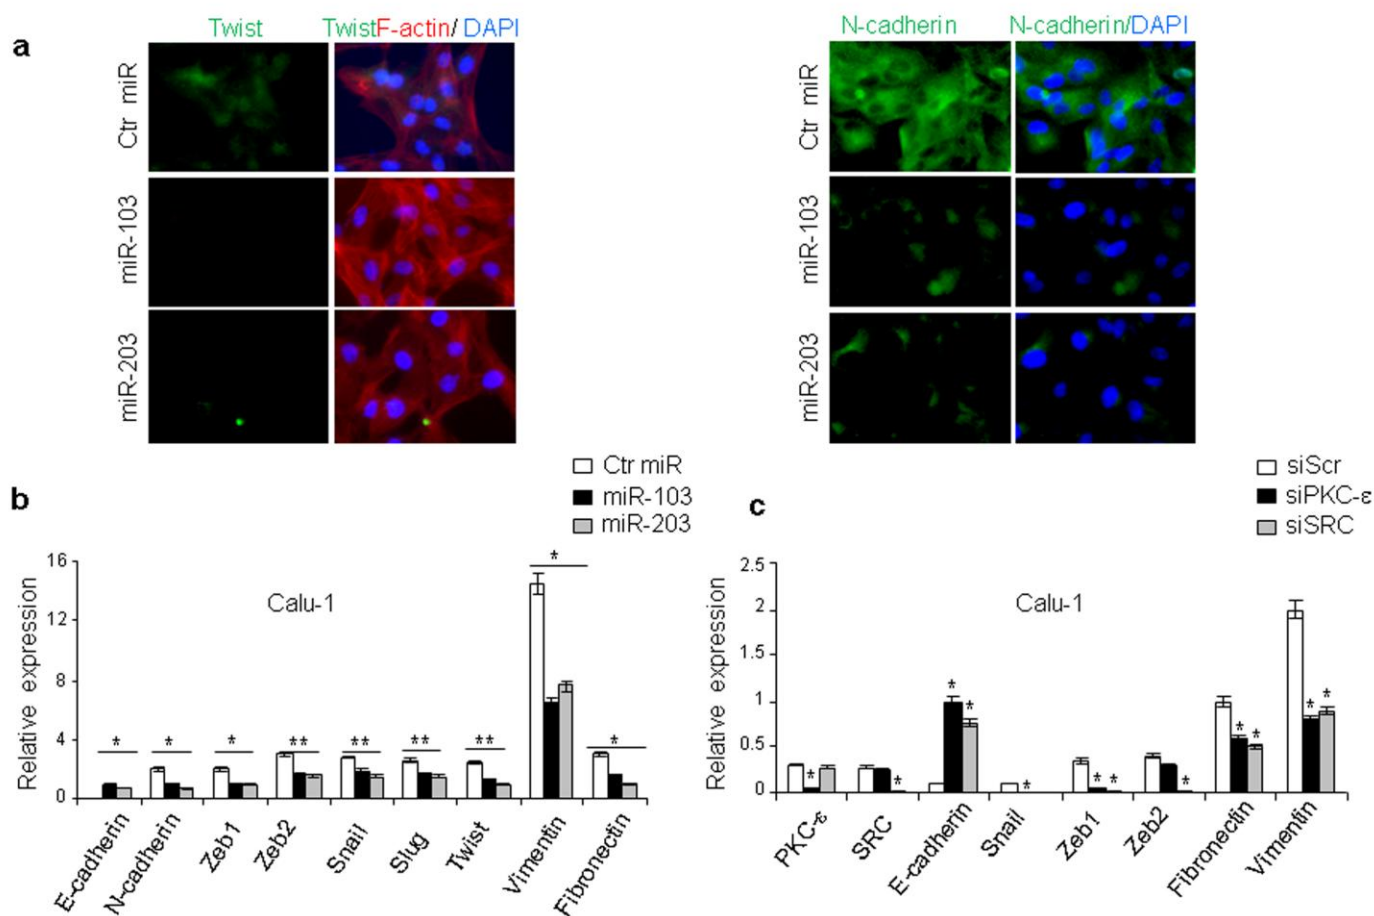 a
Twist
TwistF-actin/ DAPI
N-cadherin
N-cadherin/DAPI
Ctr miR
miR-103
miR-203
Ctr miR
miR-103
miR-203
b
Ctr miR
miR-103
miR-203
Calu-1
Relative expression
16
12
8
4
0
*
*
*
**
**
**
**
*
*
E-cadherin
N-cadherin
Zeb1
Zeb2
Snail
Slug
Twist
Vimentin
Fibronectin
c
siScr
siPKC-ε
siSRC
Calu-1
Relative expression
2.5
2
1.5
1
0.5
0
*
*
*
*
*
*
*
*
*
*
*
*
PKC-ε
SRC
E-cadherin
Snail
Zeb1
Zeb2
Fibronectin
Vimentin